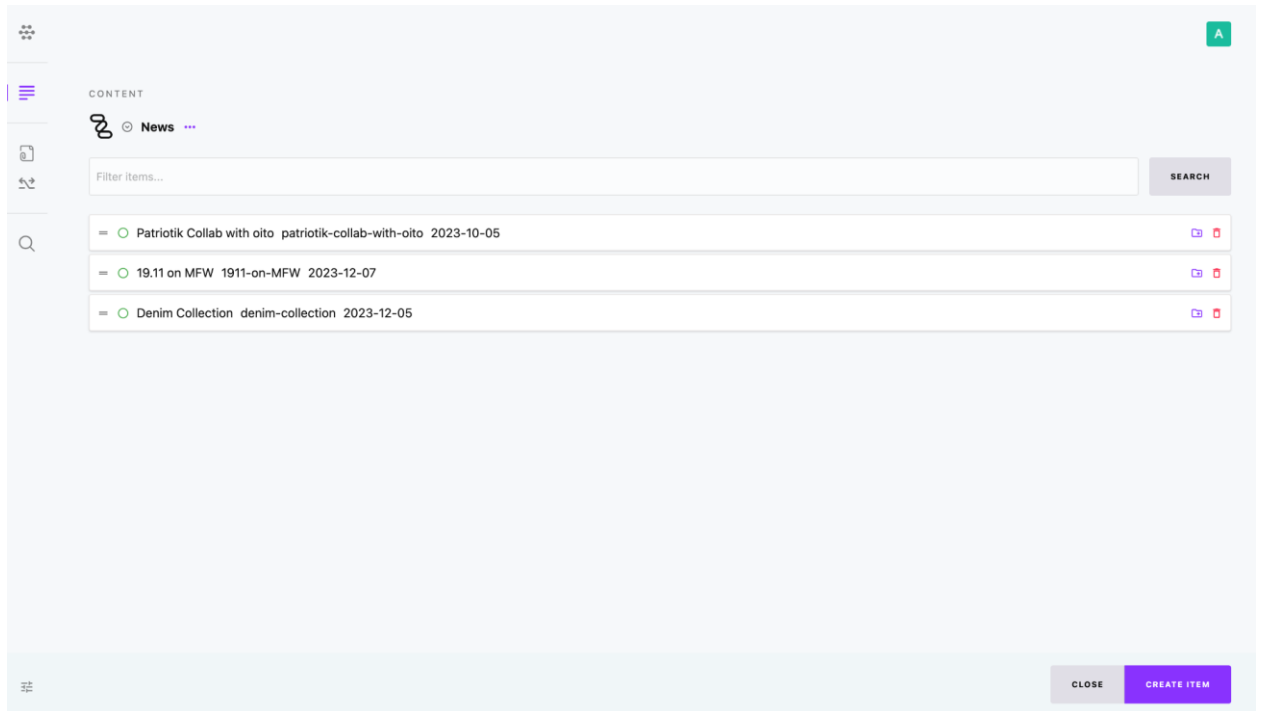 A
CONTENT
News
Filter items...
SEARCH
Patriotik Collab with oito patriotik-collab-with-oito 2023-10-05
19.11 on MFW 1911-on-MFW 2023-12-07
Denim Collection denim-collection 2023-12-05
CLOSE
CREATE ITEM